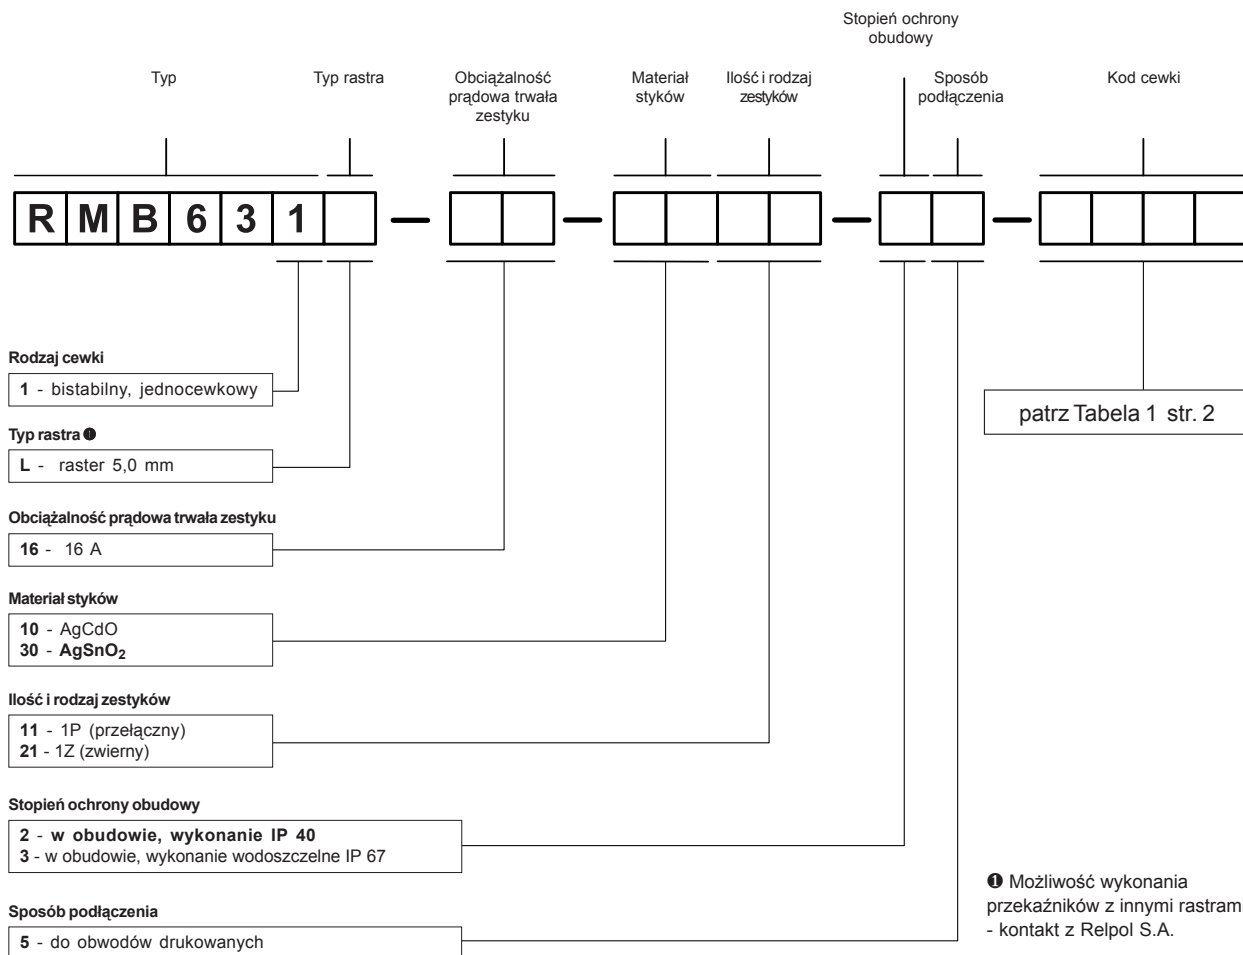 Stopień ochrony
obudowy
Typ
Typ rastra
Obciążalność
prądowa trwała
zestyku
Materiał
styków
Ilość i rodzaj
zestyków
Sposób
podłączenia
Kod cewki
R M B 6 3 1 — — — —
Rodzaj cewki
1 - bistabilny, jednocewkowy
patrz Tabela 1 str. 2
Typ rastra ❶
L - raster 5,0 mm
Obciążalność prądowa trwała zestyku
16 - 16 A
Materiał styków
10 - AgCdO
30 - AgSnO₂
Ilość i rodzaj zestyków
11 - 1P (przełączny)
21 - 1Z (zwierny)
Stopień ochrony obudowy
2 - w obudowie, wykonanie IP 40
3 - w obudowie, wykonanie wodoszczelne IP 67
Sposób podłączenia
5 - do obwodów drukowanych
❶ Możliwość wykonania
przekaźników z innymi rastrami
- kontakt z Relpol S.A.